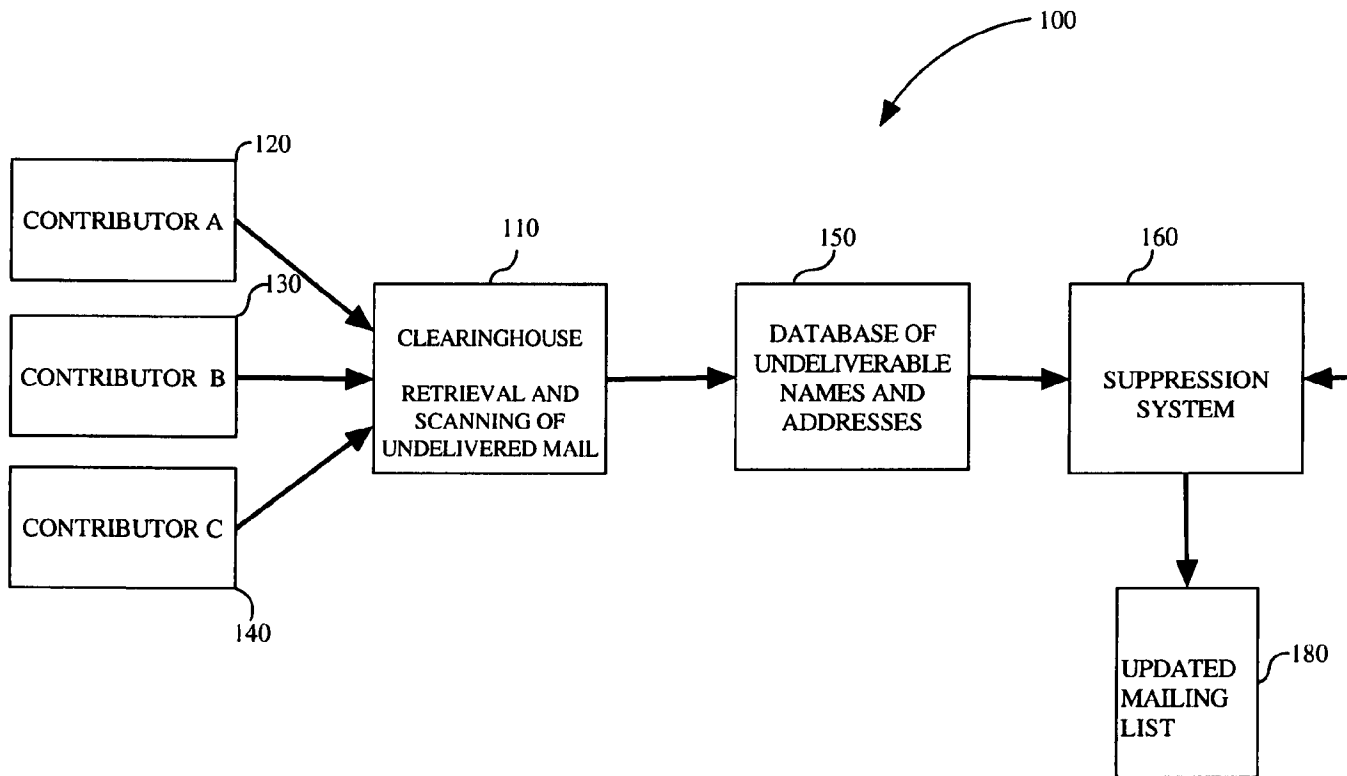 100
120
CONTRIBUTOR A
130
CONTRIBUTOR B
CONTRIBUTOR C
140
110
CLEARINGHOUSE
RETRIEVAL AND
SCANNING OF
UNDELIVERED MAIL
150
DATABASE OF
UNDELIVERABLE
NAMES AND
ADDRESSES
160
SUPPRESSION
SYSTEM
180
UPDATED
MAILING
LIST